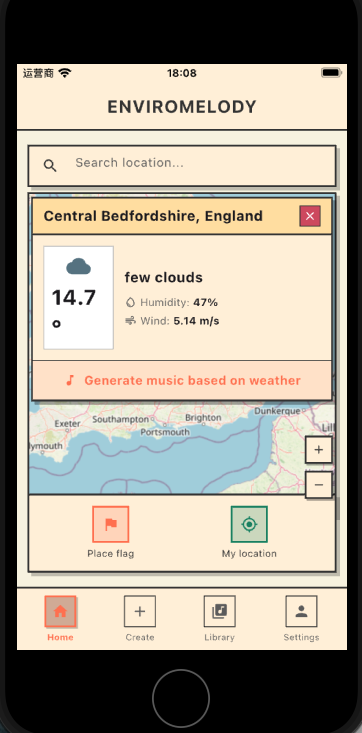 运营商 18:08
ENVIROMELODY
Search location...
Central Bedfordshire, England
14.7
°
few clouds
Humidity: 47%
Wind: 5.14 m/s
Generate music based on weather
Dunkerque
Exeter Southampton Brighton
Portsmouth
lymouth
Lill
+
−
Place flag My location
Home Create Library Settings